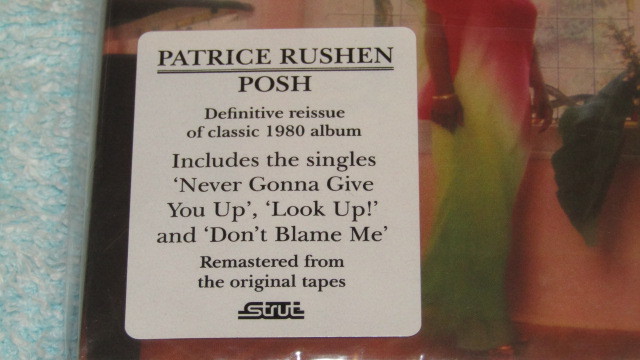 PATRICE RUSHEN
POSH
Definitive reissue
of classic 1980 album
Includes the singles
‘Never Gonna Give
You Up’, ‘Look Up!’
and ‘Don’t Blame Me’
Remastered from
the original tapes
Strut